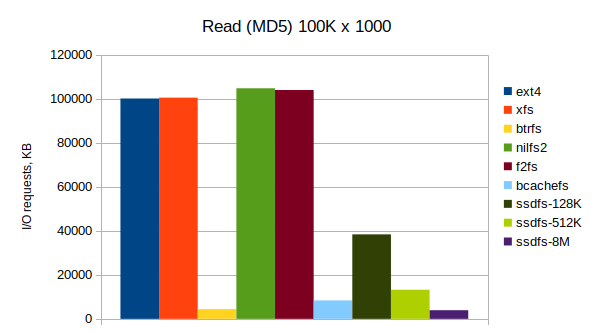 Read (MD5) 100K x 1000
120000
100000
80000
60000
40000
20000
0
I/O requests, KB
ext4
xfs
btrfs
nilfs2
f2fs
bcachefs
ssdfs-128K
ssdfs-512K
ssdfs-8M